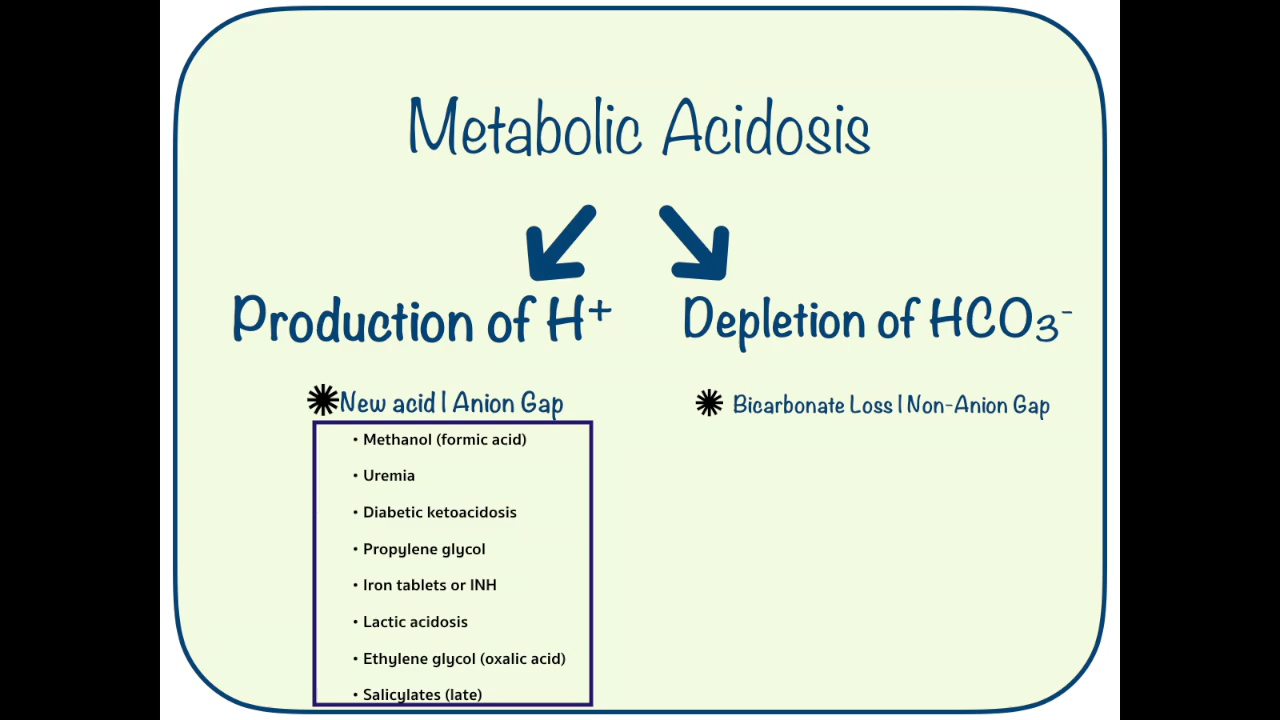 Metabolic Acidosis
Production of H⁺
Depletion of HCO₃⁻
New acid | Anion Gap
Bicarbonate Loss | Non-Anion Gap
• Methanol (formic acid)
• Uremia
• Diabetic ketoacidosis
• Propylene glycol
• Iron tablets or INH
• Lactic acidosis
• Ethylene glycol (oxalic acid)
• Salicylates (late)